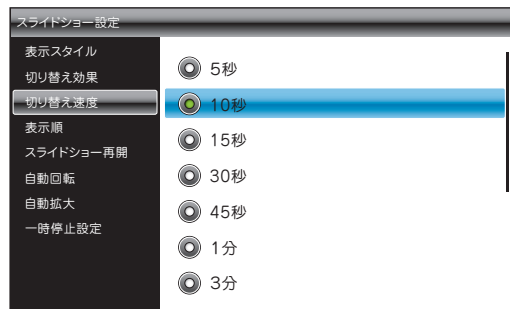 スライドショー設定
表示スタイル
切り替え効果
切り替え速度
表示順
スライドショー再開
自動回転
自動拡大
一時停止設定
5秒
10秒
15秒
30秒
45秒
1分
3分